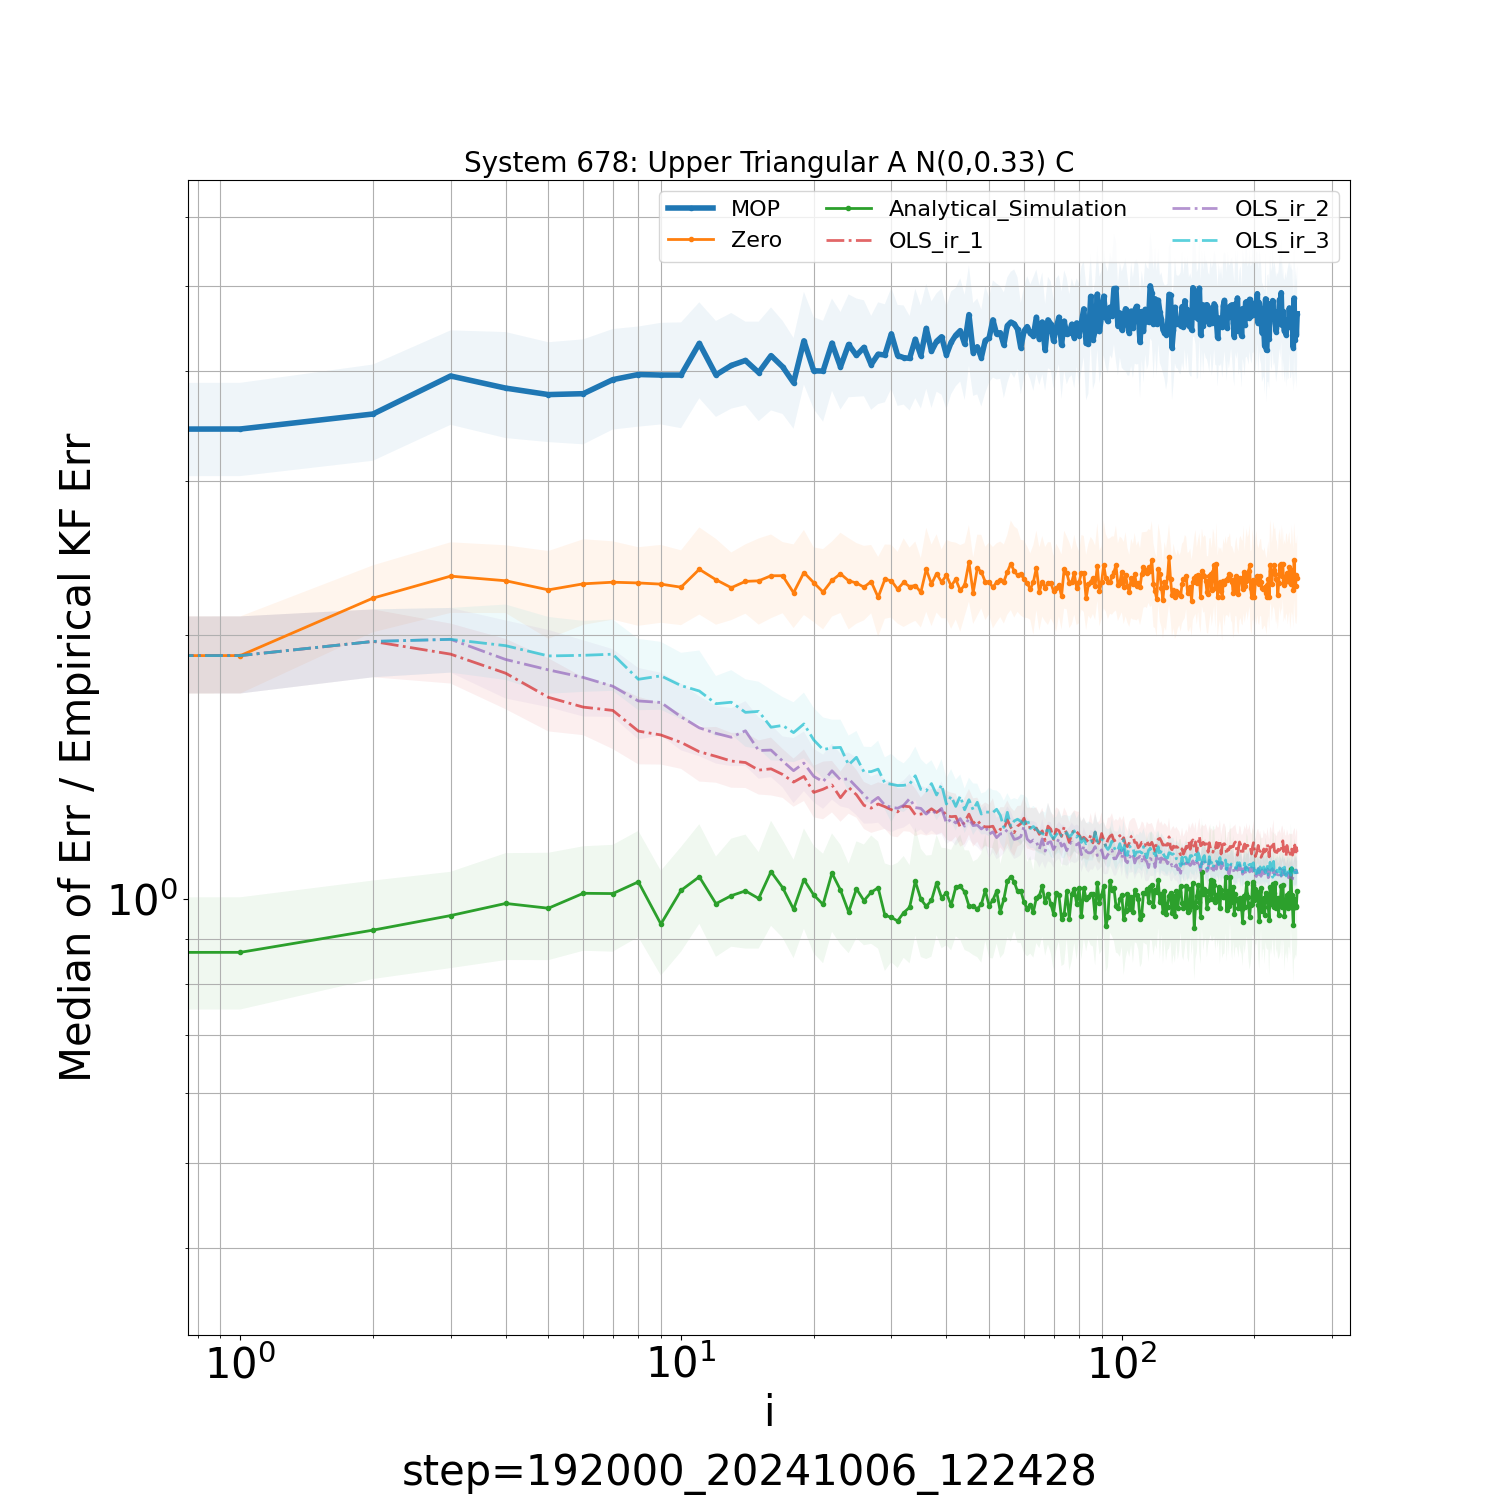 System 678: Upper Triangular A N(0,0.33) C
MOP
Zero
Analytical_Simulation
OLS_ir_1
OLS_ir_2
OLS_ir_3
Median of Err / Empirical KF Err
10⁰
10⁰ 10¹ 10²
i
step=192000_20241006_122428